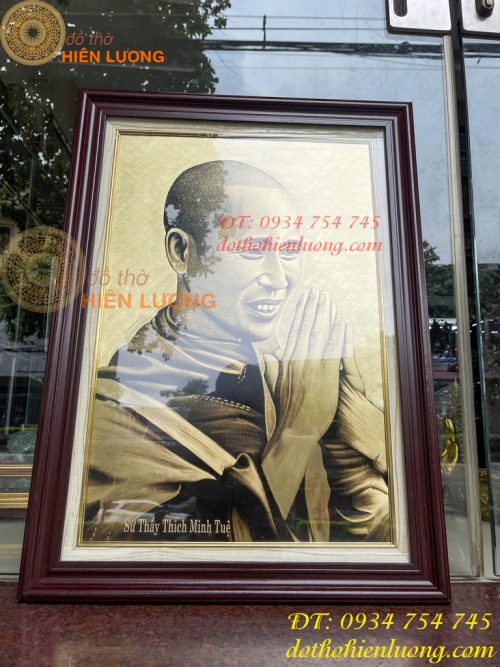 đồ thờ
HIÊN LƯỢNG
ĐT: 0934 754 745
dothohienluong.com
đồ thờ
HIÊN LƯỢNG
Sư Thầy Thích Minh Tuệ
ĐT: 0934 754 745
dothohienluong.com